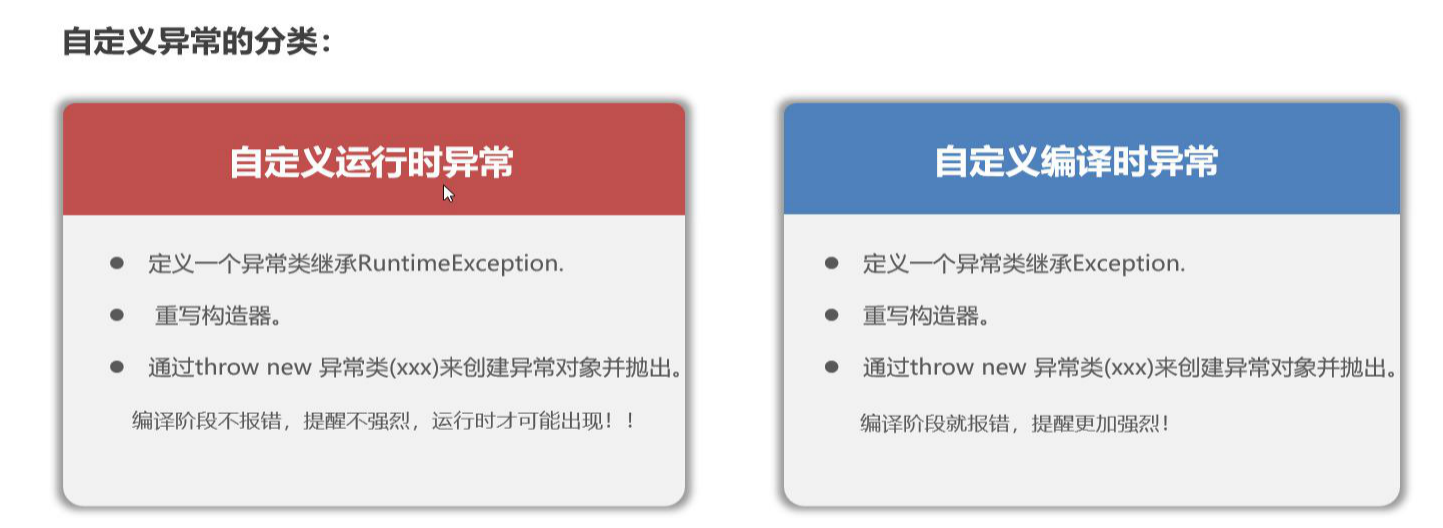 自定义异常的分类：
自定义运行时异常
● 定义一个异常类继承RuntimeException.
● 重写构造器。
● 通过throw new 异常类(xxx)来创建异常对象并抛出。
编译阶段不报错，提醒不强烈，运行时才可能出现！！
自定义编译时异常
● 定义一个异常类继承Exception.
● 重写构造器。
● 通过throw new 异常类(xxx)来创建异常对象并抛出。
编译阶段就报错，提醒更加强烈！